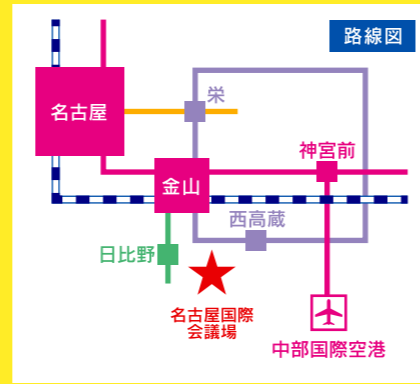 路線図
栄
名古屋
神宮前
金山
西高蔵
日比野
名古屋国際
会議場
中部国際空港